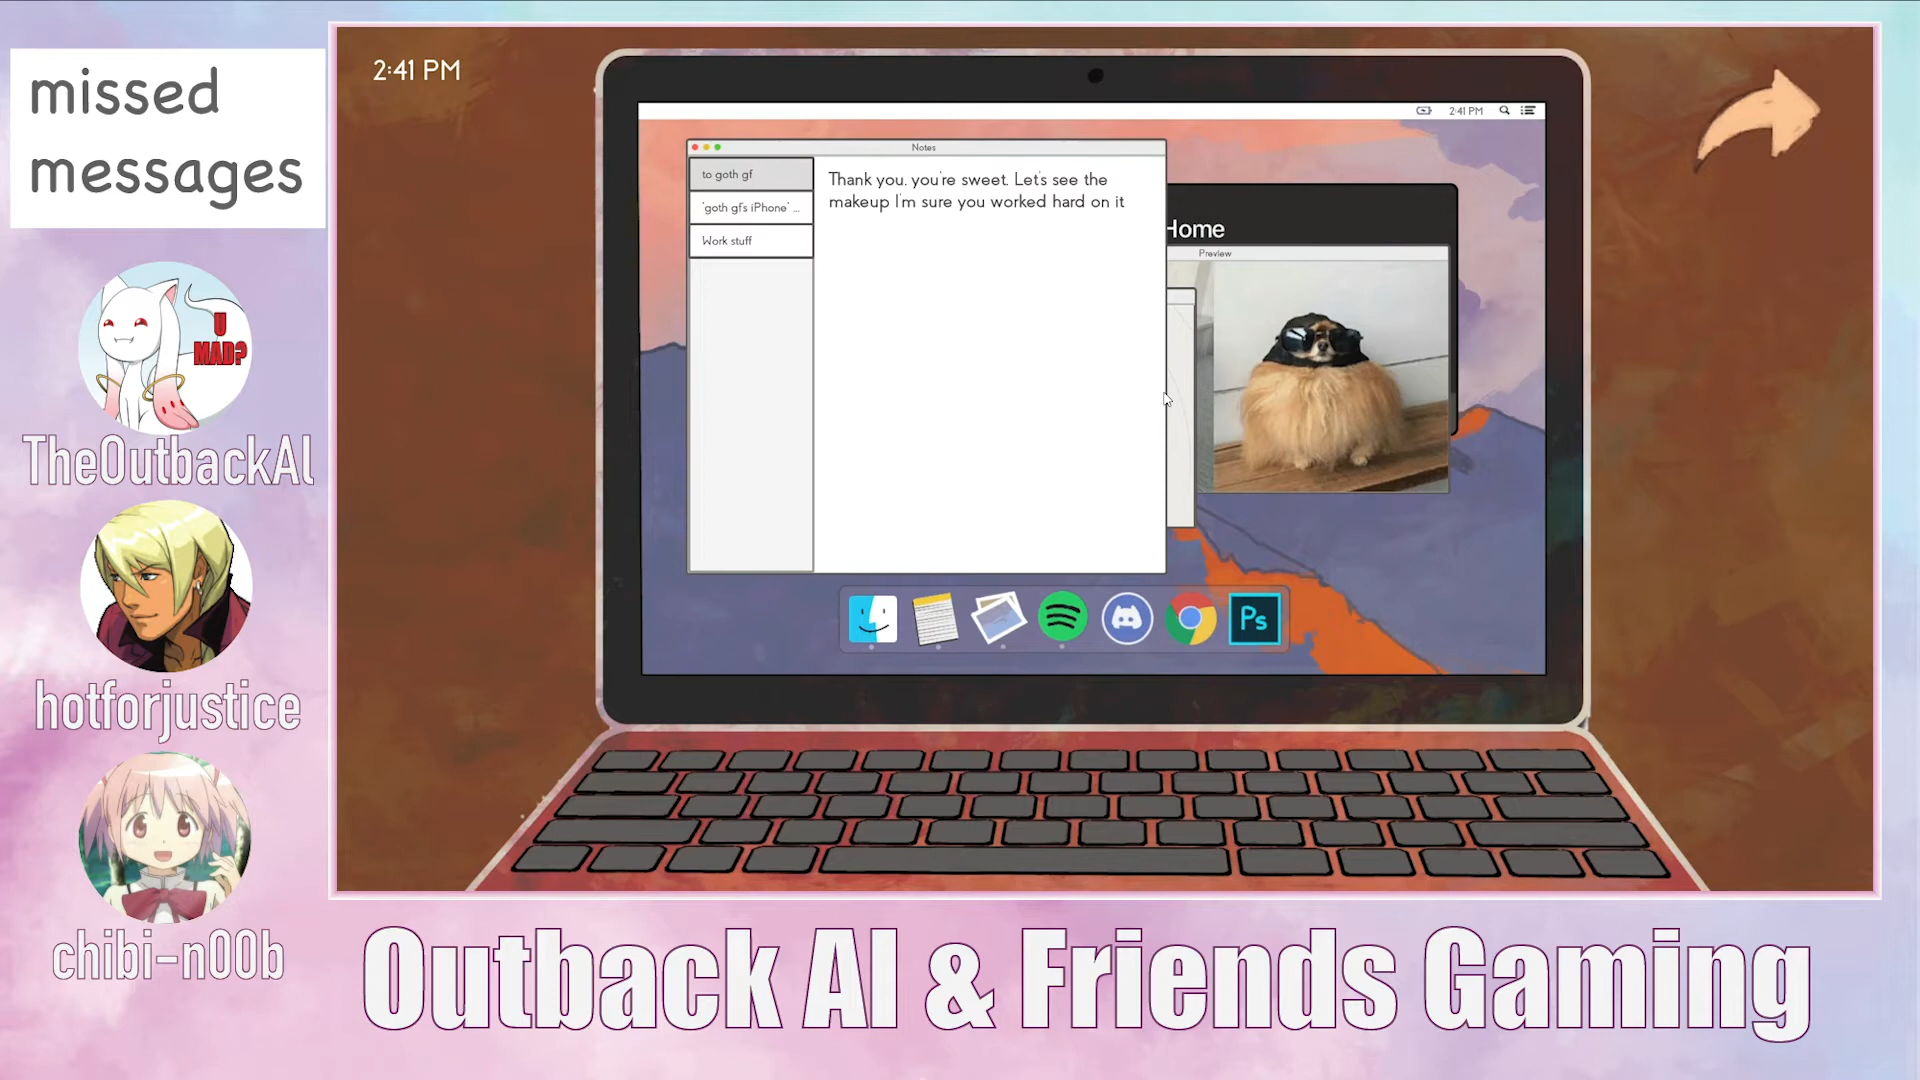 missed
messages
U
MAD?
TheOutbackAl
hotforjustice
chibi-n00b
2:41 PM
2:41 PM
Notes
to goth gf
"goth gf's iPhone" ...
Work stuff
Thank you. you're sweet. Let's see the
makeup I'm sure you worked hard on it
Home
Preview
Ps
Outback Al & Friends Gaming